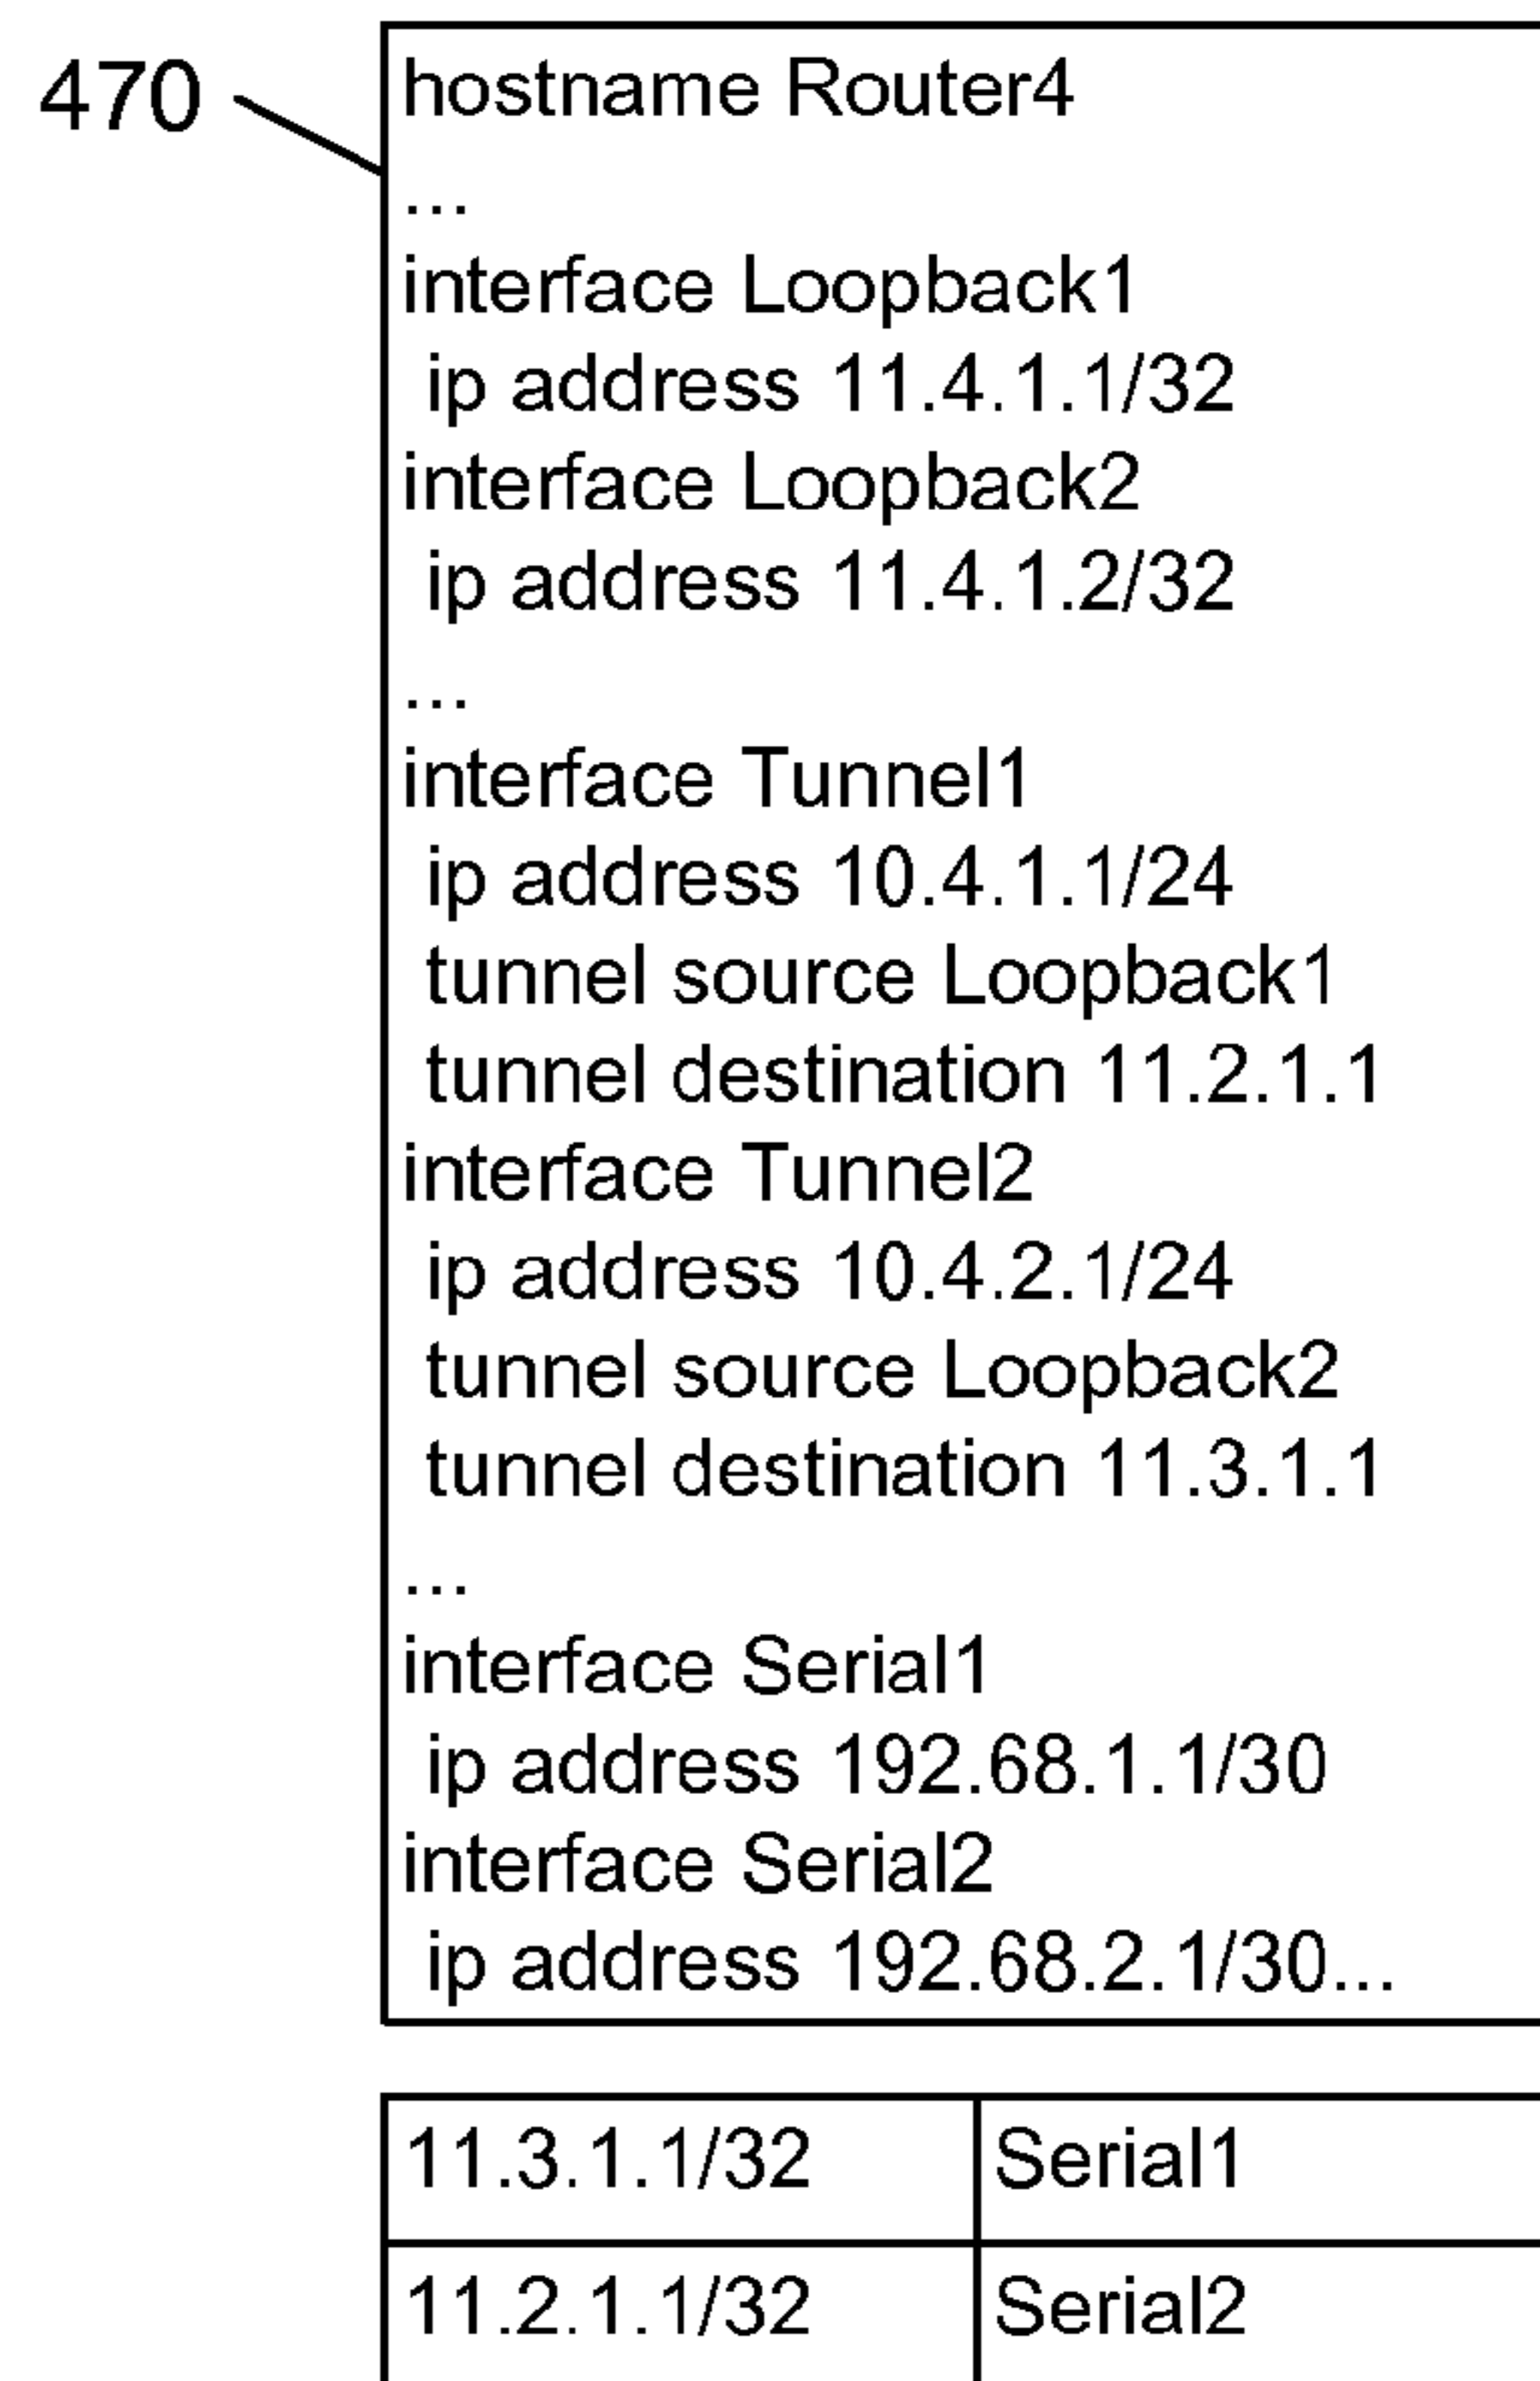 470
hostname Router4
...
interface Loopback1
ip address 11.4.1.1/32
interface Loopback2
ip address 11.4.1.2/32
...
interface Tunnel1
ip address 10.4.1.1/24
tunnel source Loopback1
tunnel destination 11.2.1.1
interface Tunnel2
ip address 10.4.2.1/24
tunnel source Loopback2
tunnel destination 11.3.1.1
...
interface Serial1
ip address 192.68.1.1/30
interface Serial2
ip address 192.68.2.1/30...
11.3.1.1/32 Serial1
11.2.1.1/32 Serial2